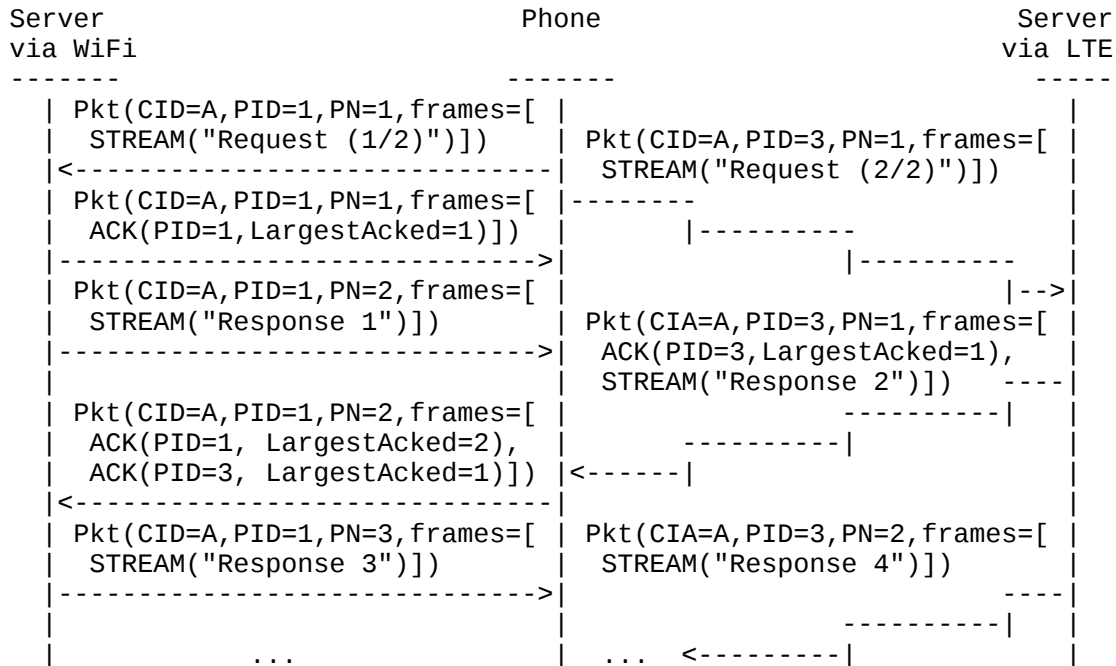 Server Phone Server
via WiFi via LTE
------- ------- -----
| Pkt(CID=A,PID=1,PN=1,frames=[ | |
| STREAM("Request (1/2)")]) | Pkt(CID=A,PID=3,PN=1,frames=[ |
|<------------------------------| STREAM("Request (2/2)")]) |
| Pkt(CID=A,PID=1,PN=1,frames=[ |-------- |
| ACK(PID=1,LargestAcked=1)]) | |---------- |
|------------------------------>| |---------- |
| Pkt(CID=A,PID=1,PN=2,frames=[ | |-->|
| STREAM("Response 1")]) | Pkt(CIA=A,PID=3,PN=1,frames=[ |
|------------------------------>| ACK(PID=3,LargestAcked=1), |
| | STREAM("Response 2")]) ----|
| Pkt(CID=A,PID=1,PN=2,frames=[ | ----------| |
| ACK(PID=1, LargestAcked=2), | ----------| |
| ACK(PID=3, LargestAcked=1)]) |<------| |
|<------------------------------| |
| Pkt(CID=A,PID=1,PN=3,frames=[ | Pkt(CIA=A,PID=3,PN=2,frames=[ |
| STREAM("Response 3")]) | STREAM("Response 4")]) |
|------------------------------>| ----|
| | ----------| |
| ... | ... <---------| |